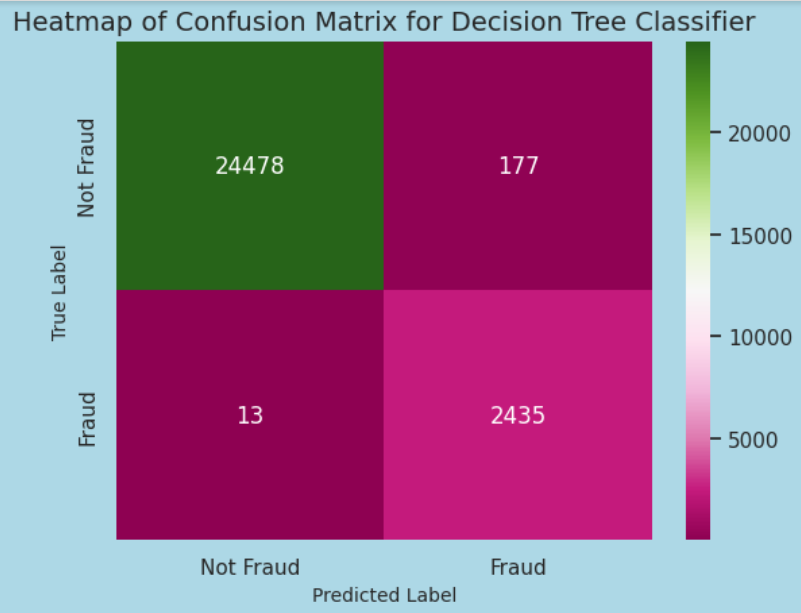 Heatmap of Confusion Matrix for Decision Tree Classifier
Not Fraud
24478
177
20000
15000
True Label
10000
Fraud
13
2435
5000
Not Fraud
Fraud
Predicted Label